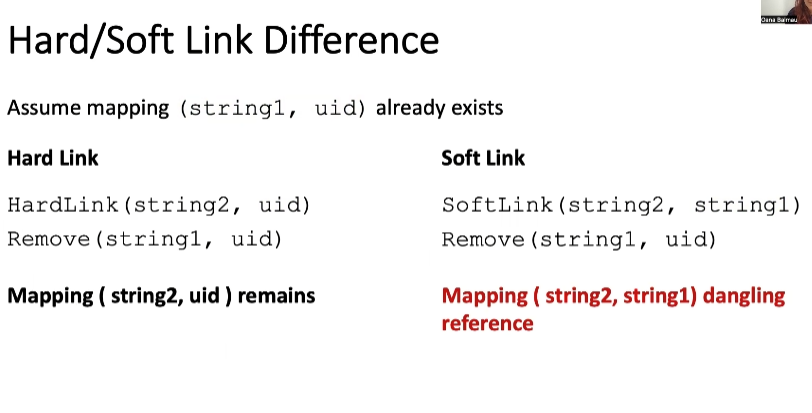 Dana Balmau
Hard/Soft Link Difference
Assume mapping (string1, uid) already exists
Hard Link
HardLink(string2, uid)
Remove(string1, uid)
Mapping ( string2, uid ) remains
Soft Link
SoftLink(string2, string1)
Remove(string1, uid)
Mapping ( string2, string1) dangling
reference